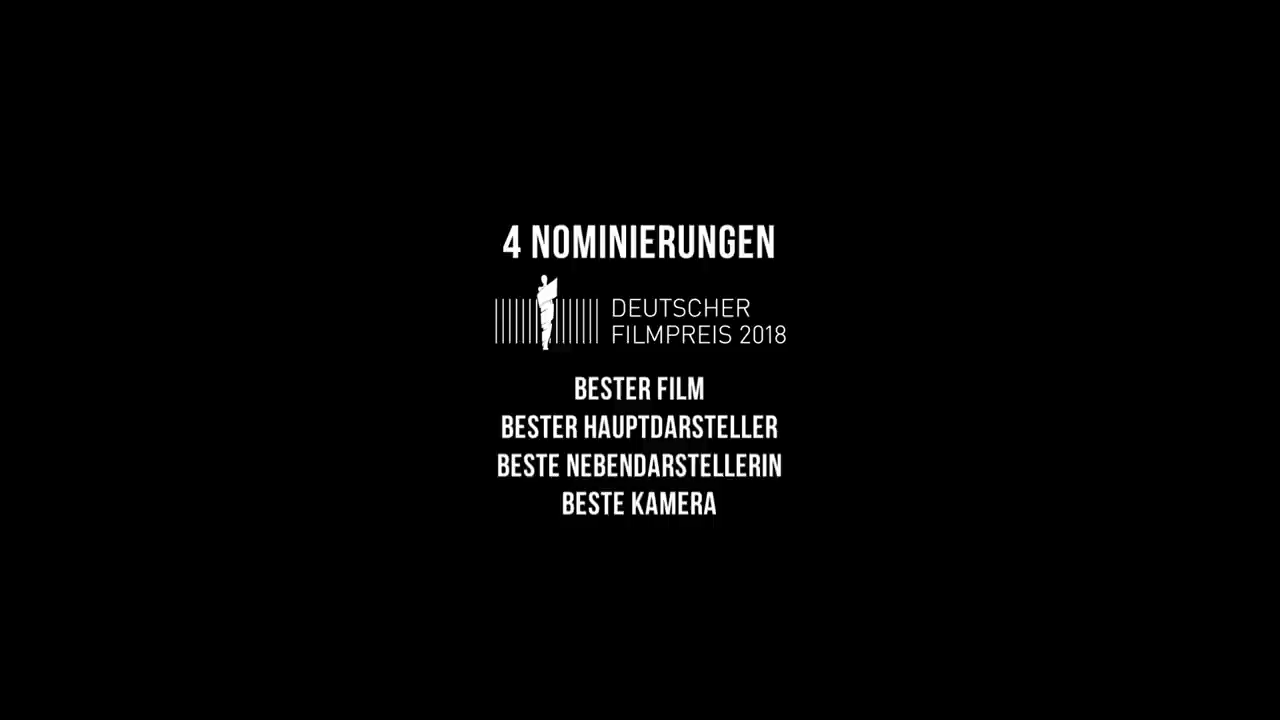 4 NOMINIERUNGEN
DEUTSCHER
FILMPREIS 2018
BESTER FILM
BESTER HAUPTDARSTELLER
BESTE NEBENDARSTELLERIN
BESTE KAMERA